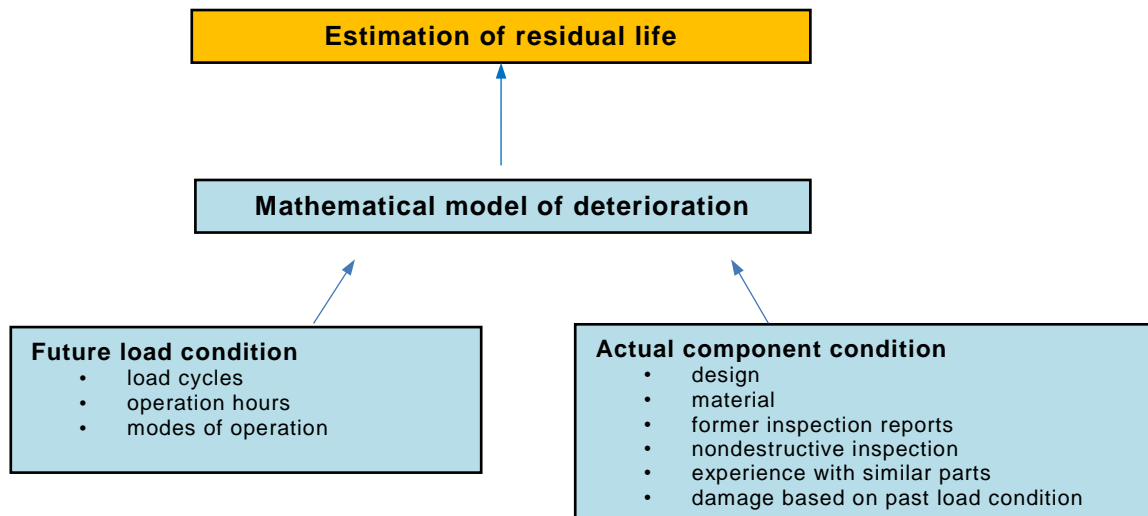 Estimation of residual life
Mathematical model of deterioration
Future load condition
• load cycles
• operation hours
• modes of operation
Actual component condition
• design
• material
• former inspection reports
• nondestructive inspection
• experience with similar parts
• damage based on past load condition